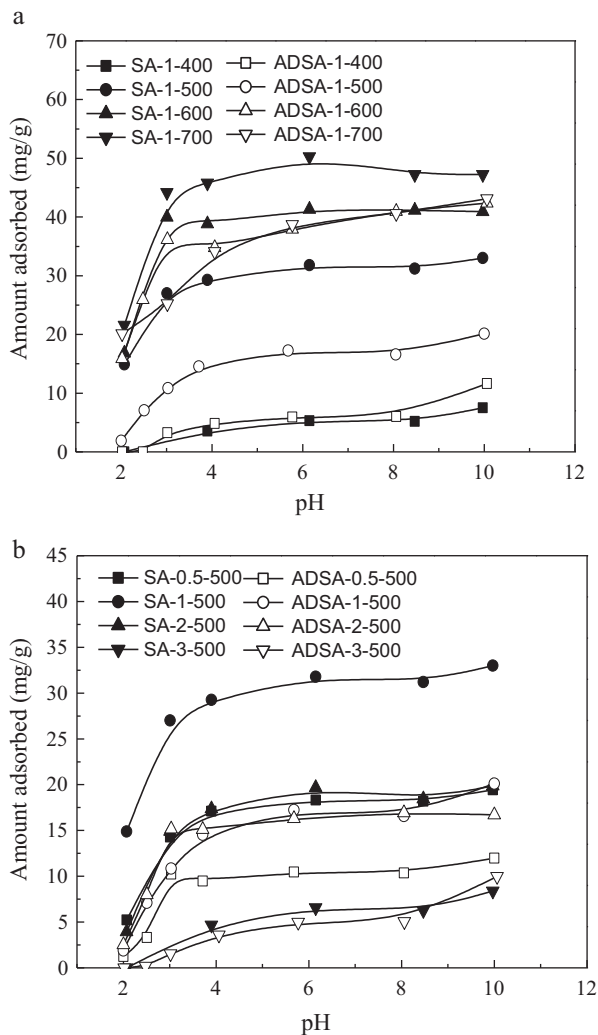 a
70
60
50
40
30
20
10
0
Amount adsorbed (mg/g)
SA-1-400 ADSA-1-400
SA-1-500 ADSA-1-500
SA-1-600 ADSA-1-600
SA-1-700 ADSA-1-700
0 2 4 6 8 10 12
pH
b
45
40
35
30
25
20
15
10
5
0
Amount adsorbed (mg/g)
SA-0.5-500 ADSA-0.5-500
SA-1-500 ADSA-1-500
SA-2-500 ADSA-2-500
SA-3-500 ADSA-3-500
2 4 6 8 10 12
pH